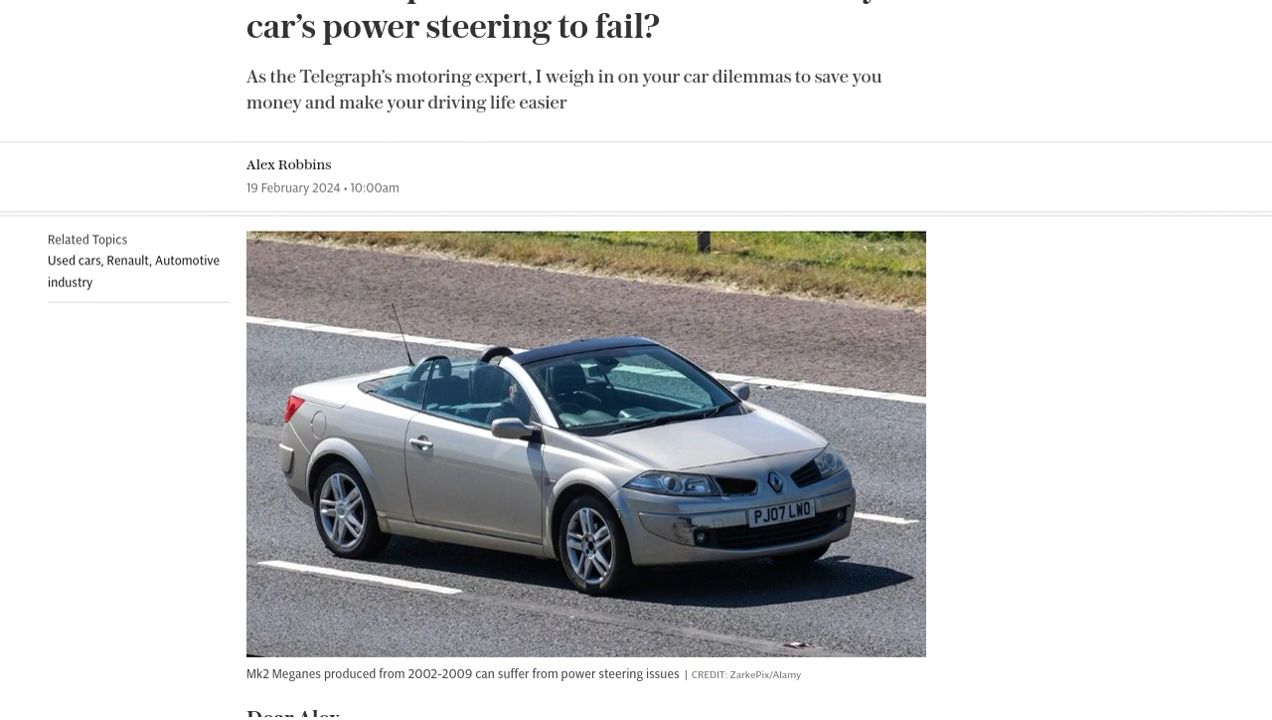 car’s power steering to fail?
As the Telegraph’s motoring expert, I weigh in on your car dilemmas to save you
money and make your driving life easier
Alex Robbins
19 February 2024 • 10:00am
Related Topics
Used cars, Renault, Automotive
industry
PJ07 LWO
Mk2 Meganes produced from 2002-2009 can suffer from power steering issues | CREDIT: ZarkePix/Alamy
Dear Alex